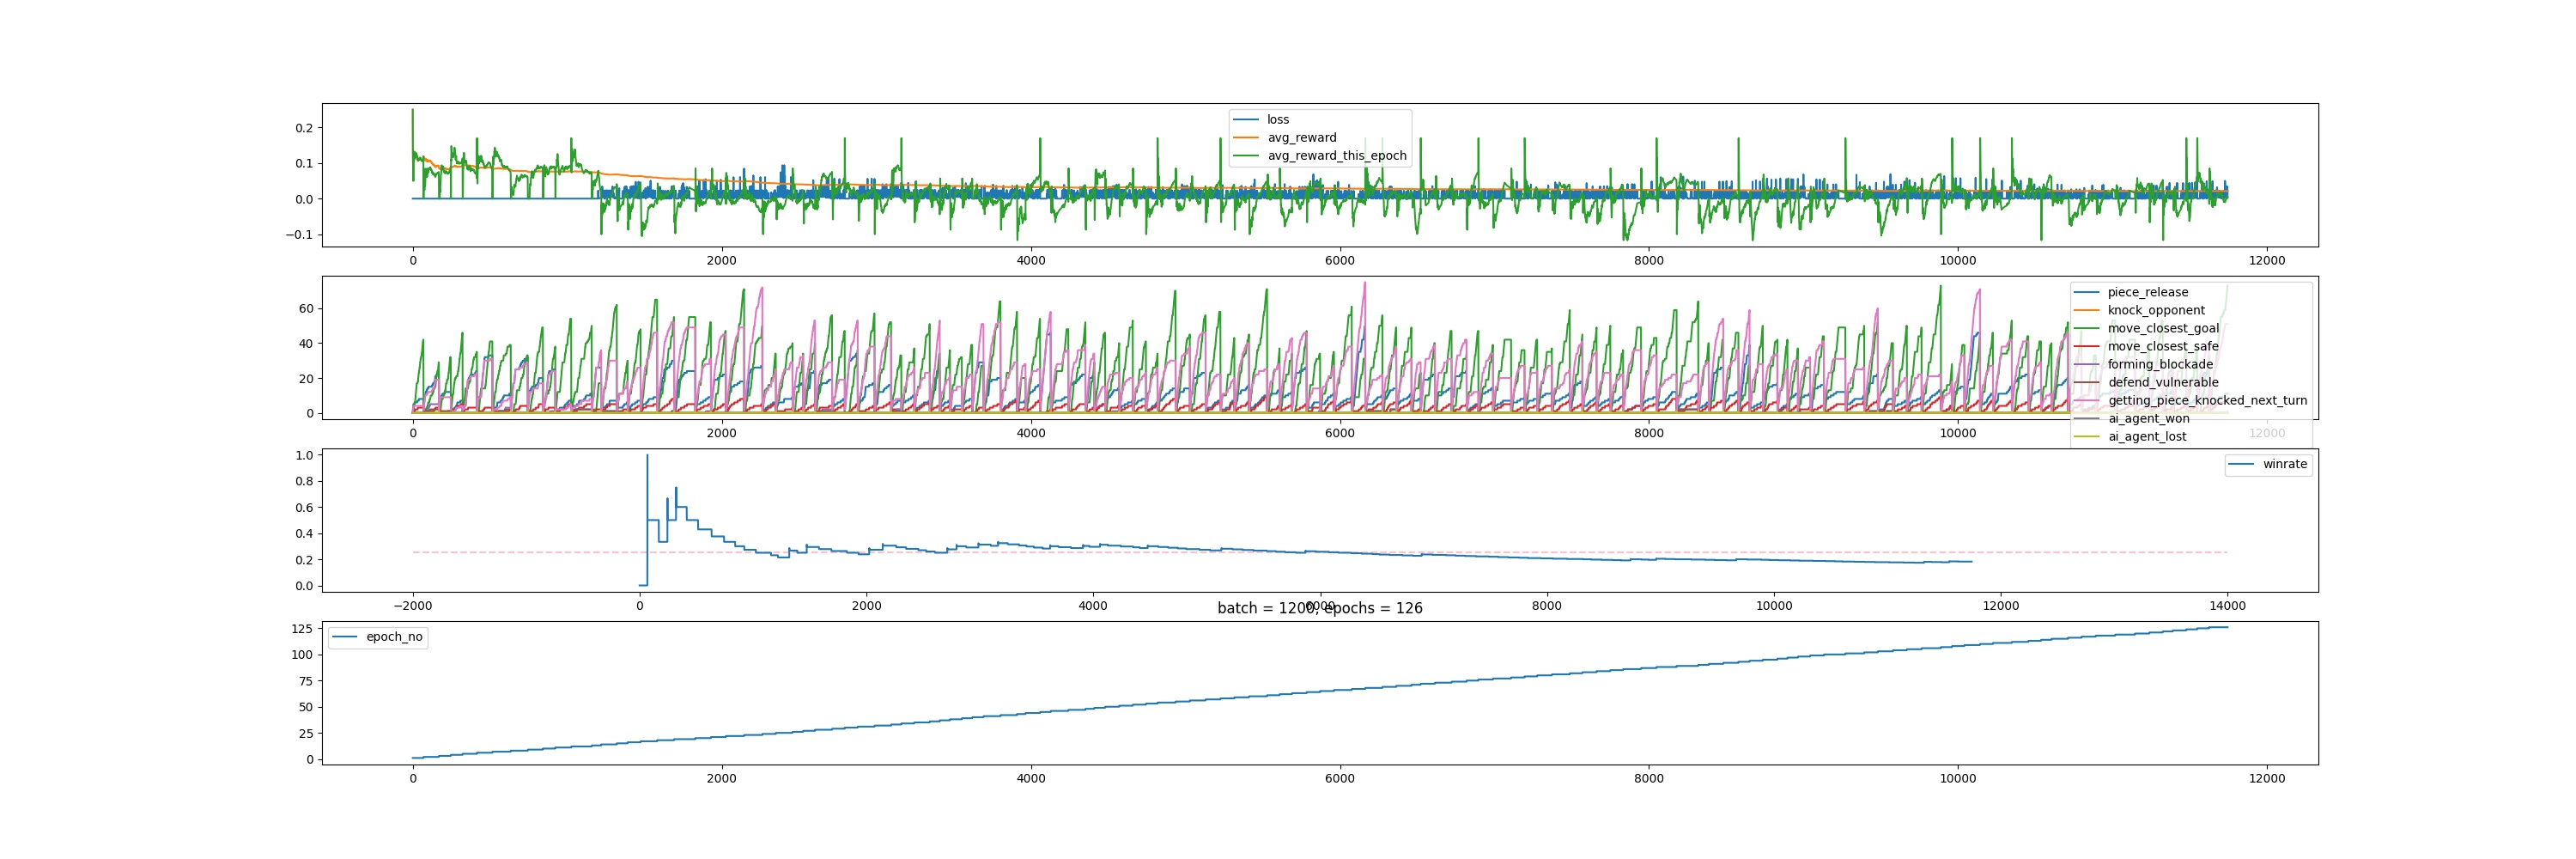 0.2
0.1
0.0
−0.1
loss
avg_reward
avg_reward_this_epoch
0 2000 4000 6000 8000 10000 12000
60
40
20
0
piece_release
knock_opponent
move_closest_goal
move_closest_safe
forming_blockade
defend_vulnerable
getting_piece_knocked_next_turn
ai_agent_won
ai_agent_lost
0 2000 4000 6000 8000 10000 12000
1.0
0.8
0.6
0.4
0.2
0.0
winrate
−2000 0 2000 4000 6000 8000 10000 12000 14000
batch = 1200, epochs = 126
125
100
75
50
25
0
epoch_no
0 2000 4000 6000 8000 10000 12000